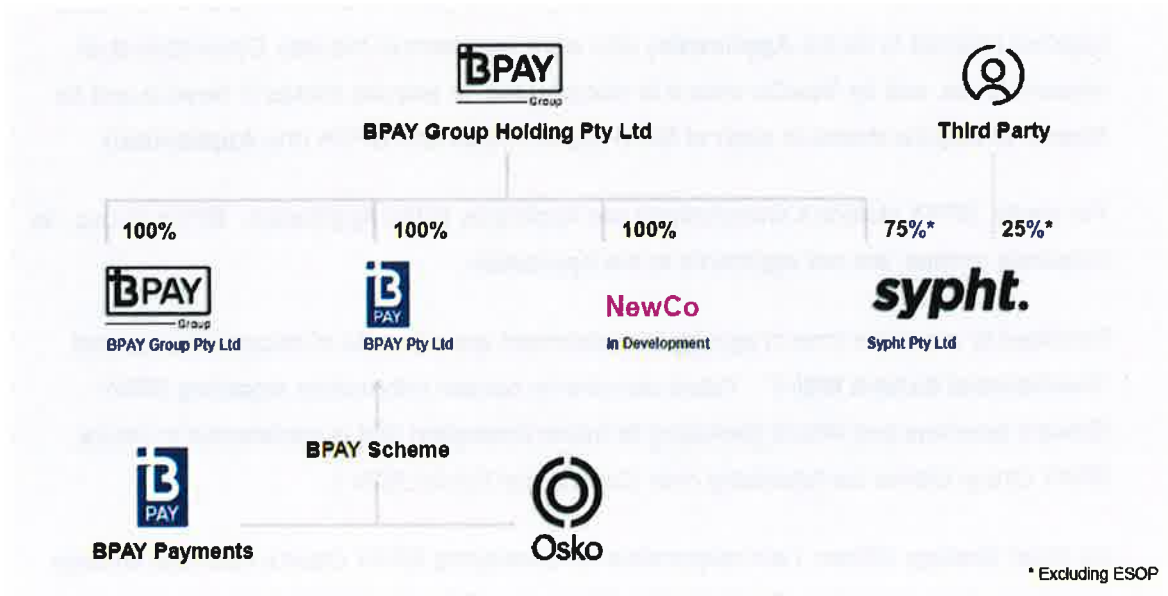 BPAY
Group
BPAY Group Holding Pty Ltd
Third Party
100%
100%
100%
75%*
25%*
BPAY
Group
BPAY Group Pty Ltd
B
PAY
BPAY Pty Ltd
NewCo
In Development
sypht.
Sypht Pty Ltd
BPAY Scheme
B
PAY
BPAY Payments
Osko
* Excluding ESOP